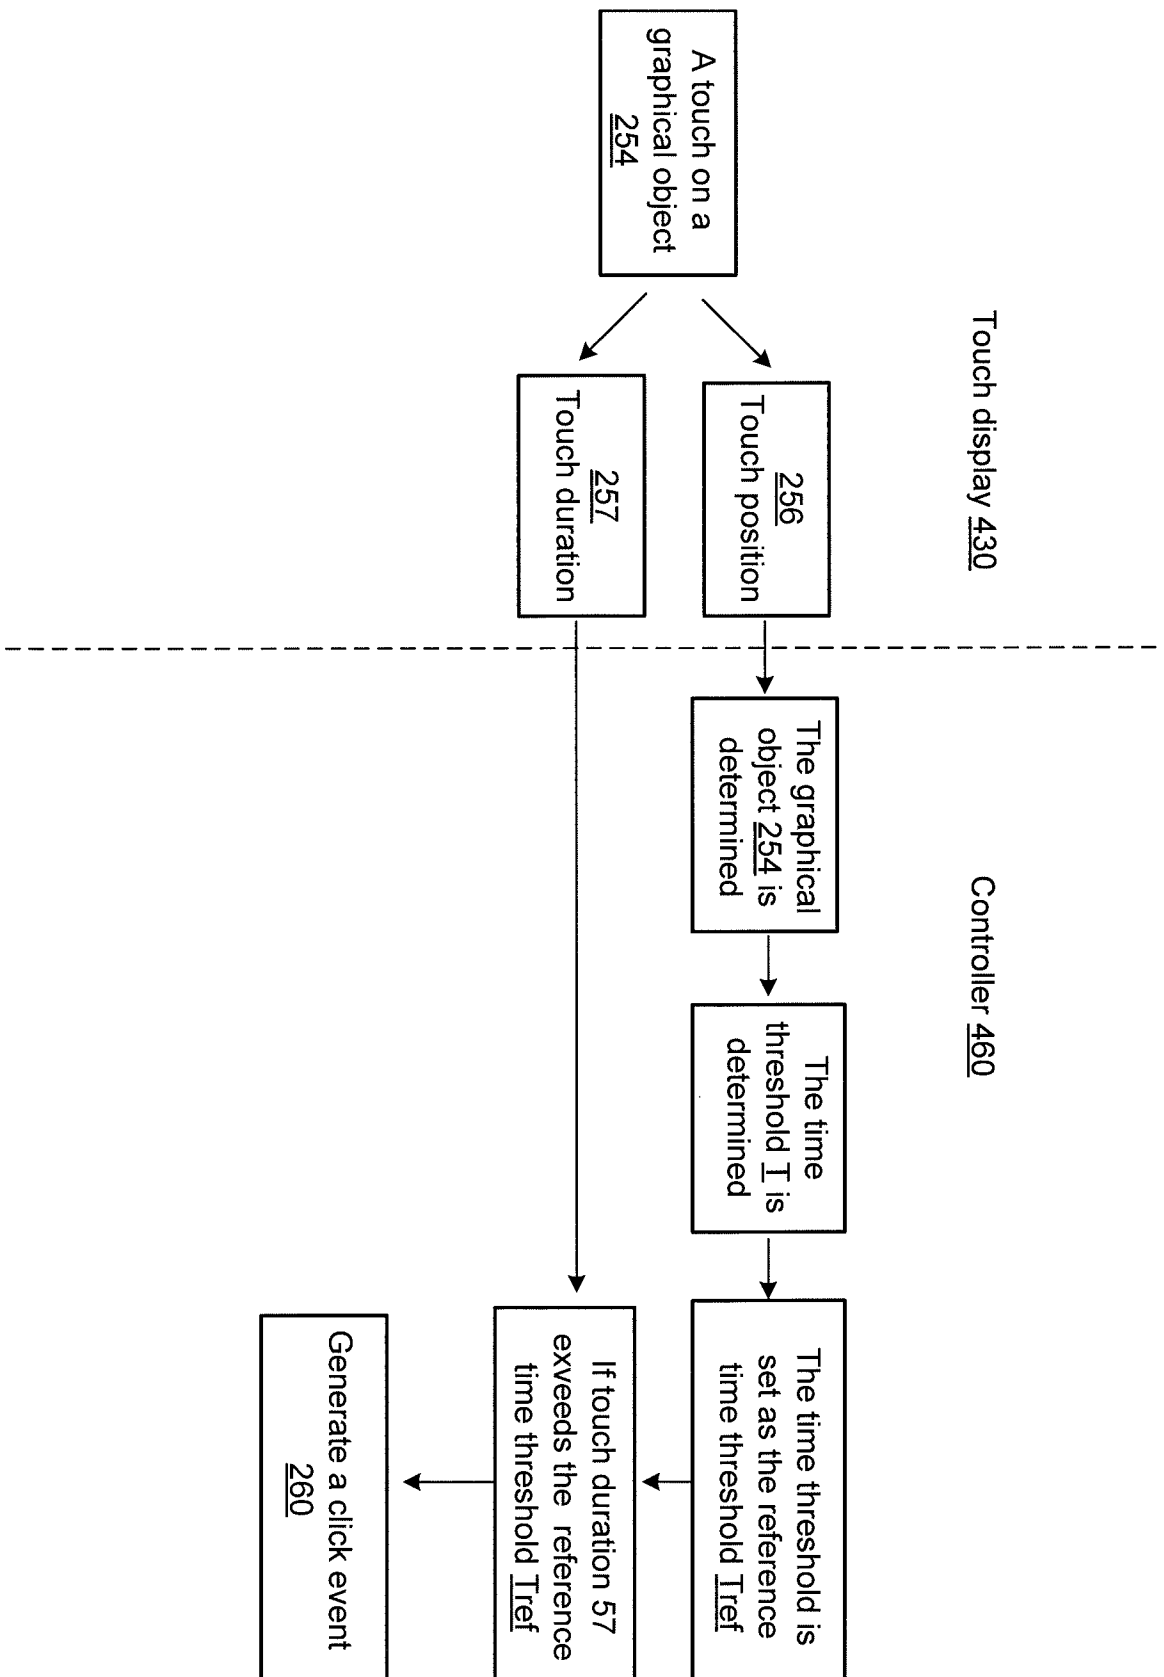 Touch display 430
Controller 460
A touch on a
graphical object
254
256
Touch position
257
Touch duration
The graphical
object 254 is
determined
The time
threshold T is
determined
The time threshold is
set as the reference
time threshold Tref
If touch duration 57
exveeds the reference
time threshold Tref
Generate a click event
260